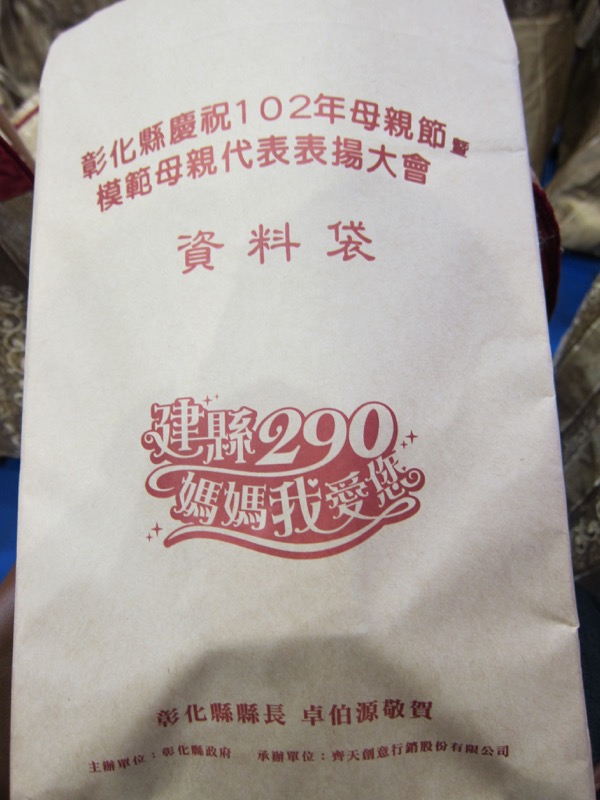 彰化縣慶祝102年母親節暨
模範母親代表表揚大會
資料袋
建縣290
媽媽我愛您
彰化縣縣長 卓伯源敬賀
主辦單位：彰化縣政府 承辦單位：齊天創意行銷股份有限公司